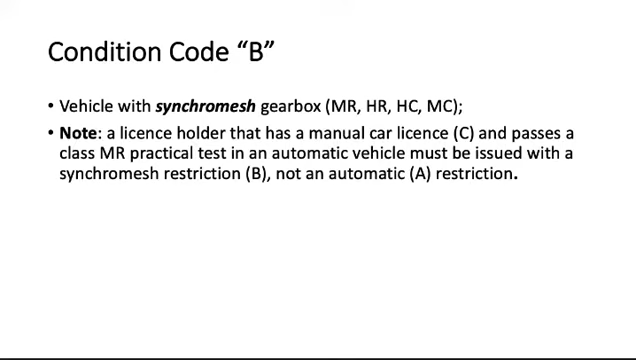 Condition Code “B”
• Vehicle with synchromesh gearbox (MR, HR, HC, MC);
• Note: a licence holder that has a manual car licence (C) and passes a
class MR practical test in an automatic vehicle must be issued with a
synchromesh restriction (B), not an automatic (A) restriction.